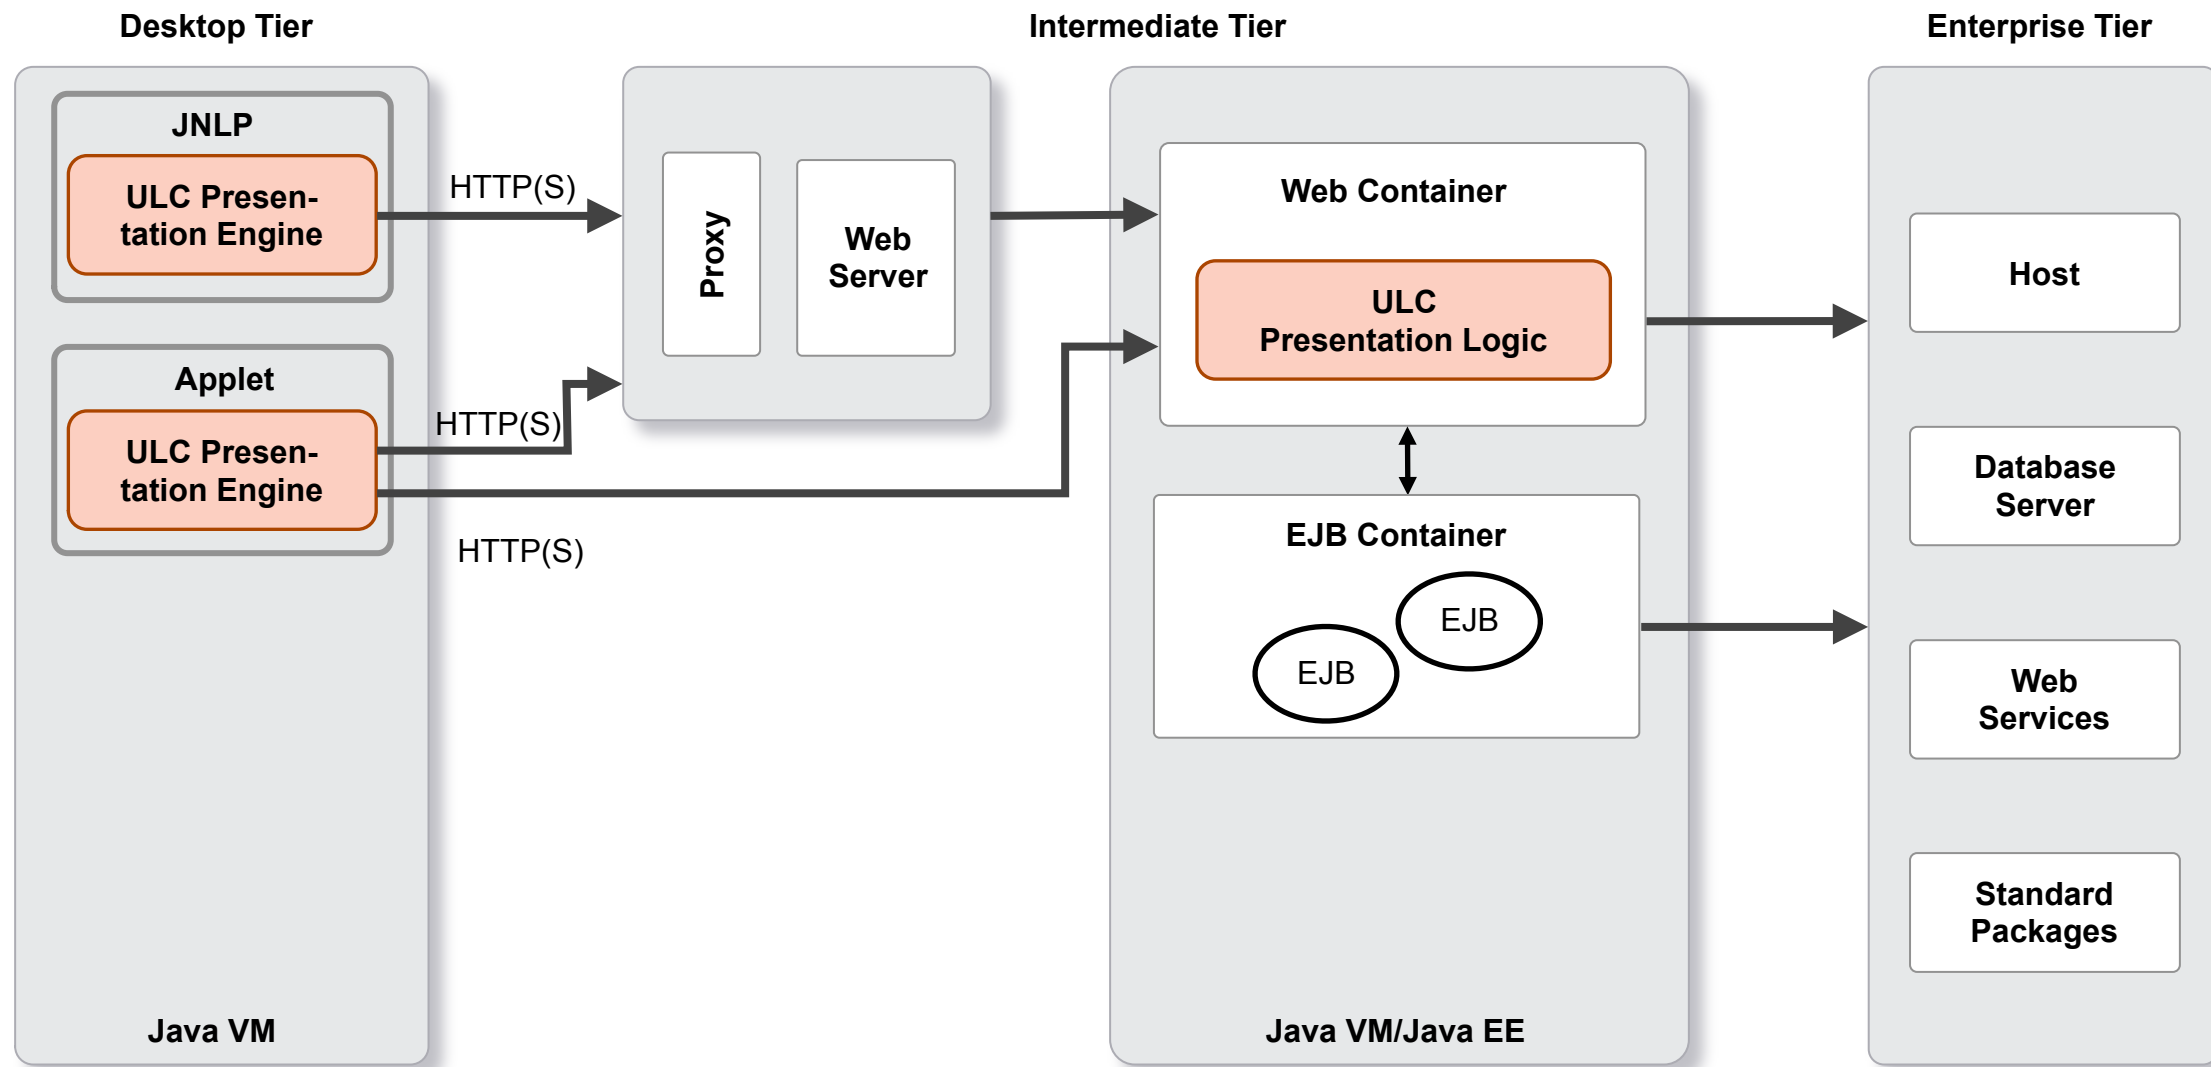 Desktop Tier
Intermediate Tier
Enterprise Tier
JNLP
ULC Presen-
tation Engine
HTTP(S)
Applet
ULC Presen-
tation Engine
HTTP(S)
HTTP(S)
Java VM
Proxy
Web
Server
Web Container
ULC
Presentation Logic
EJB Container
EJB
EJB
Java VM/Java EE
Host
Database
Server
Web
Services
Standard
Packages